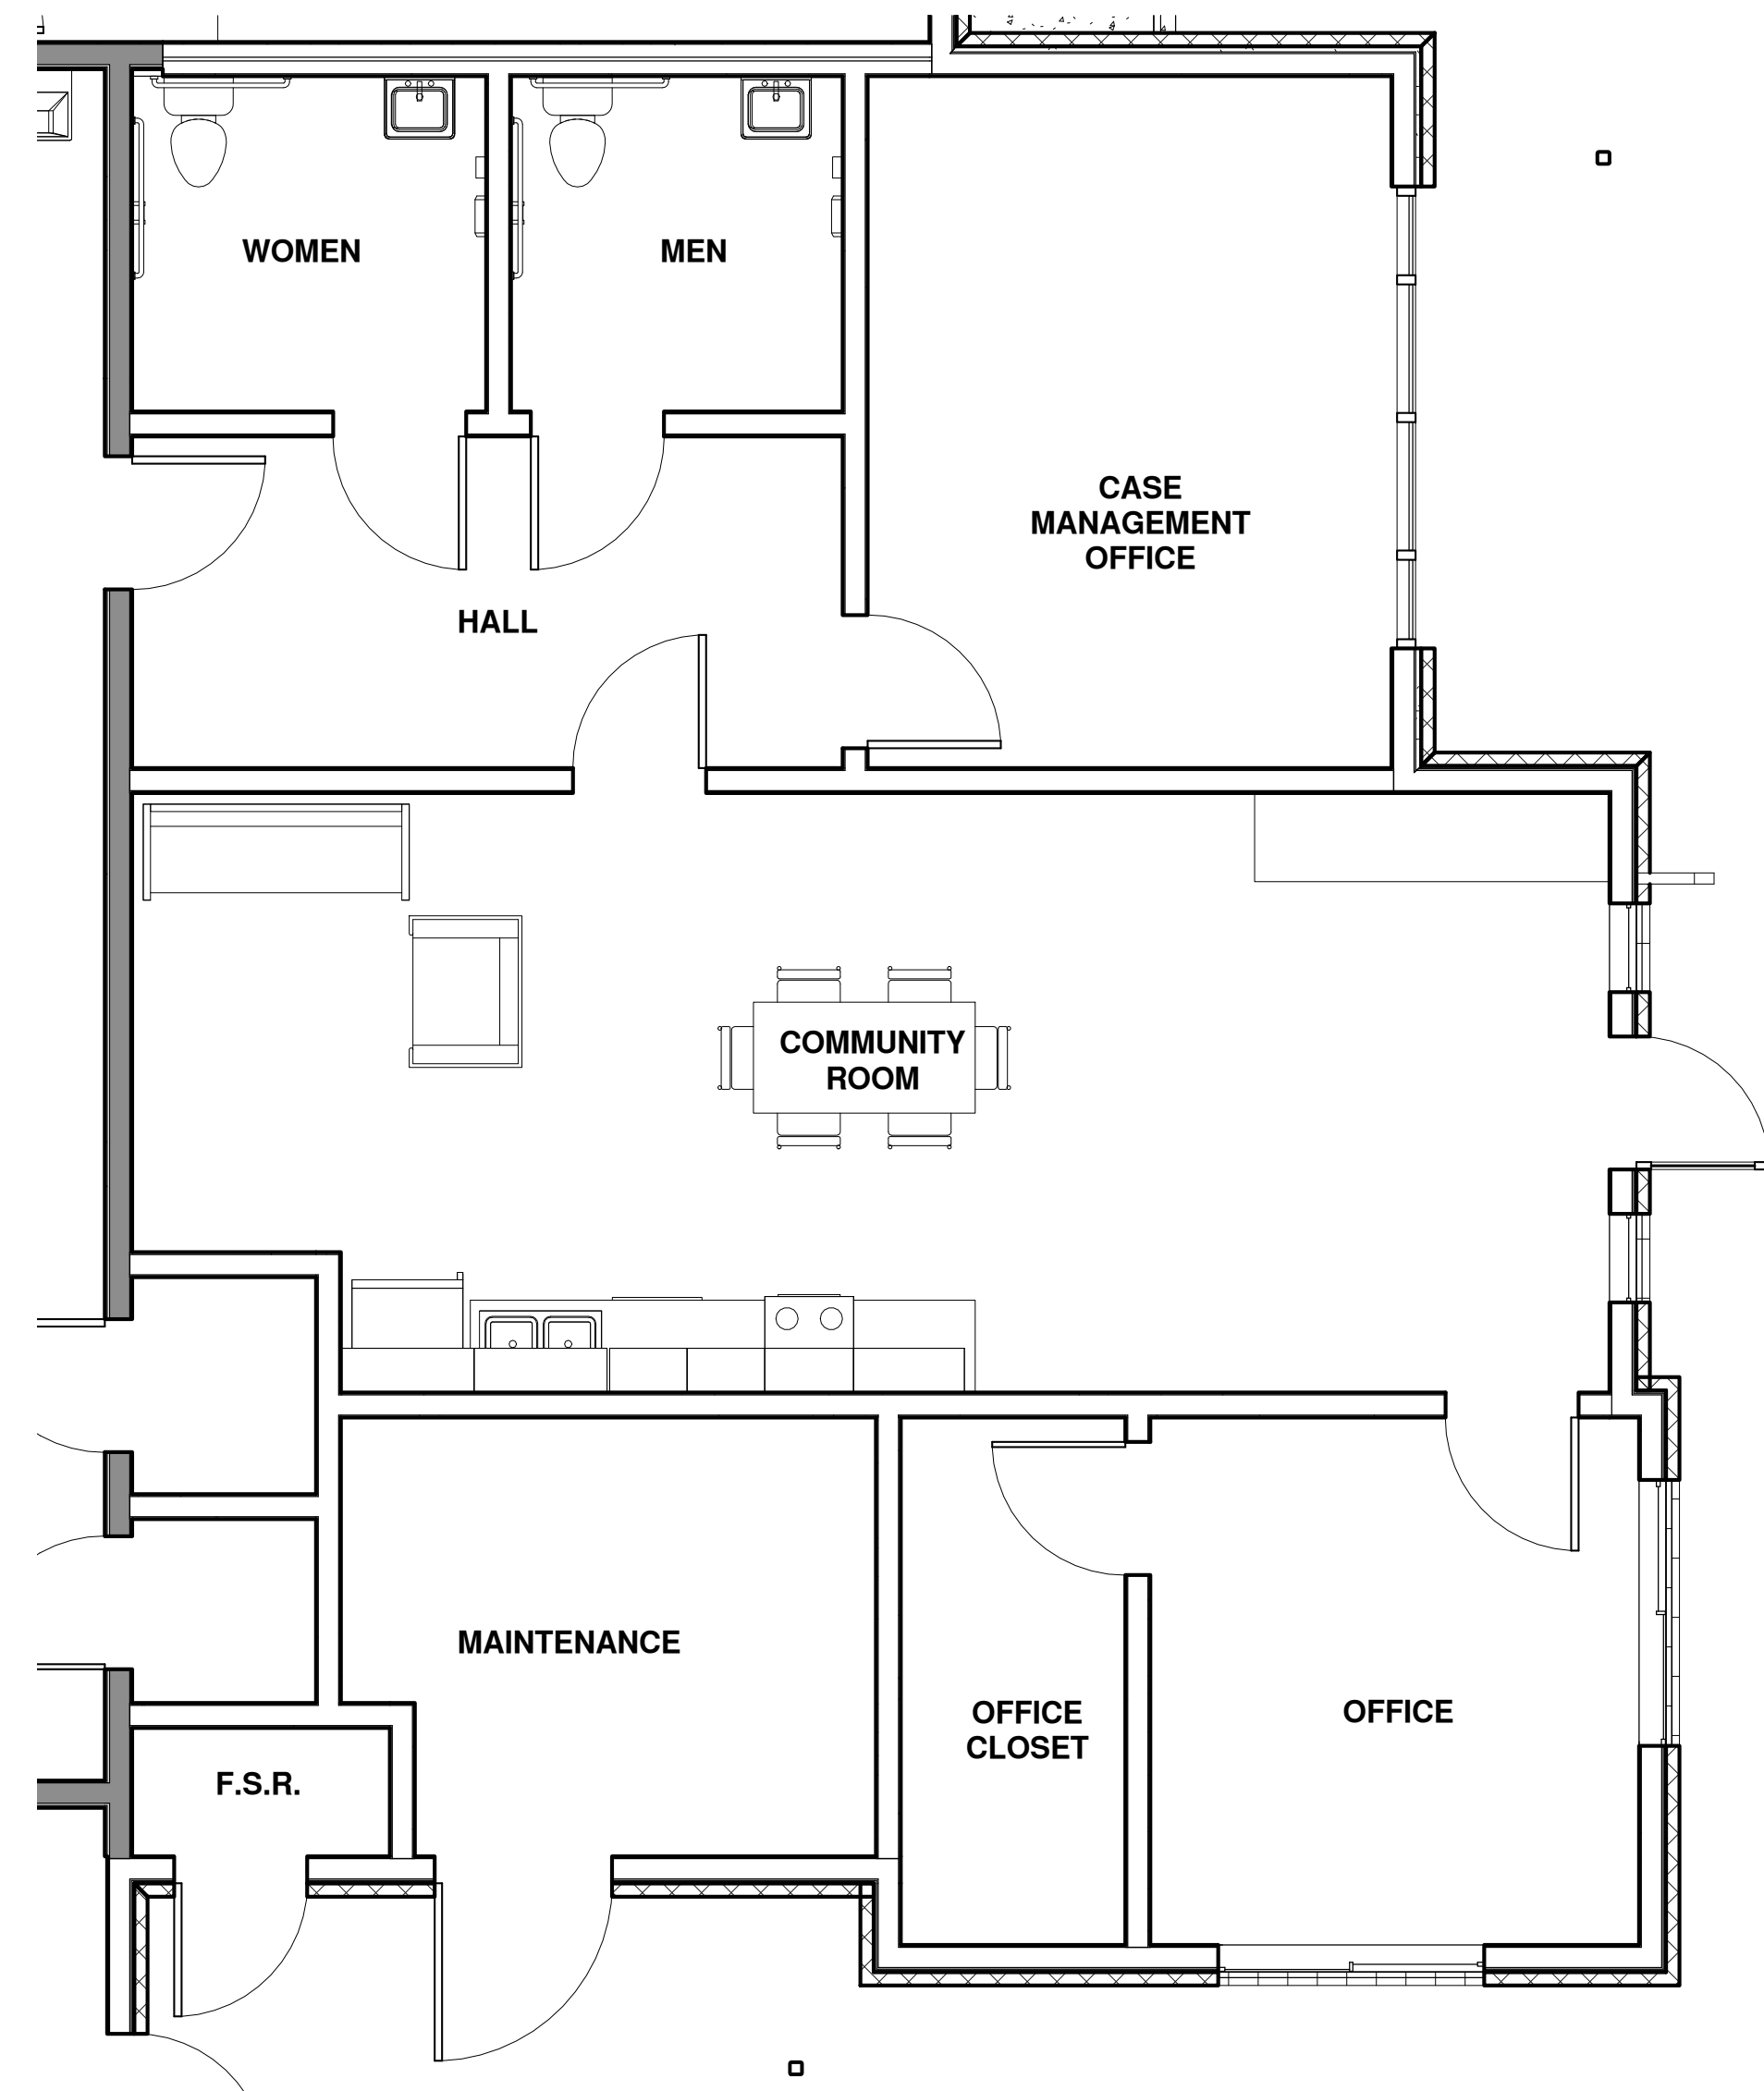 WOMEN
MEN
CASE
MANAGEMENT
OFFICE
HALL
COMMUNITY
ROOM
MAINTENANCE
OFFICE
CLOSET
OFFICE
F.S.R.